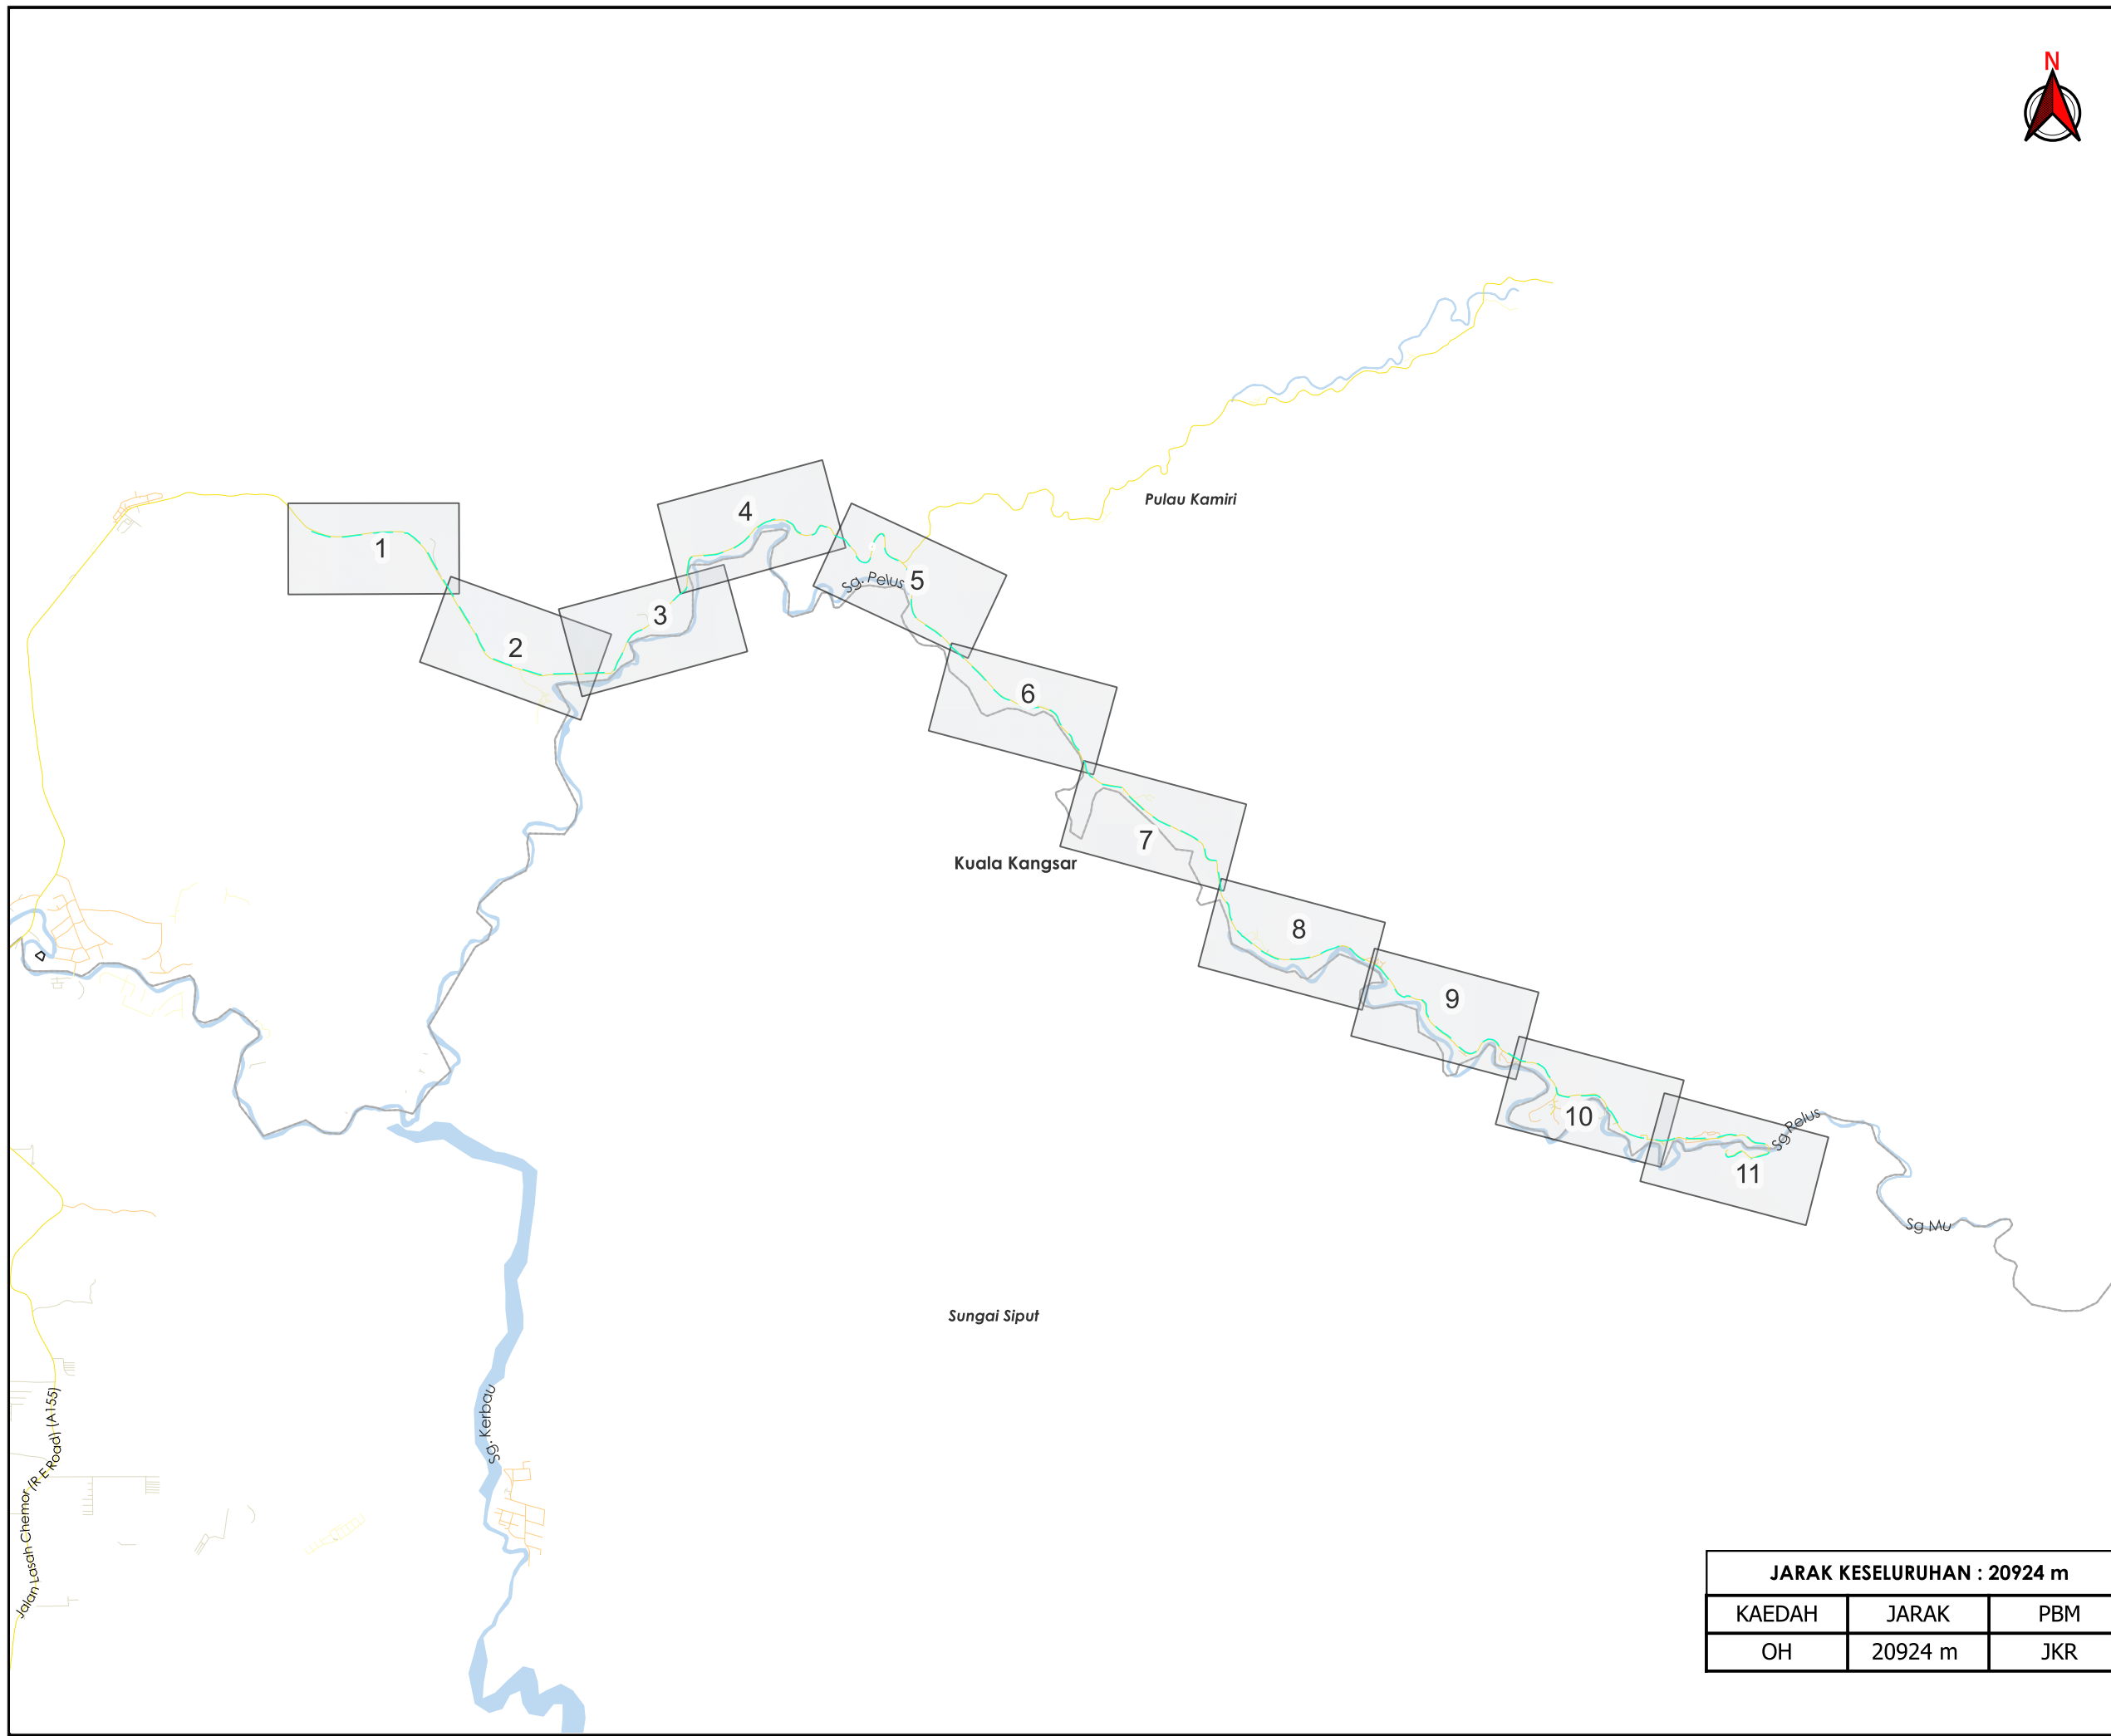 N
Pulau Kamiri
4
1
5
Sg. Pelus
3
2
6
7
Kuala Kangsar
8
9
10
Sg Pelus
11
Sg Mu
Sungai Siput
Sg. Kerbau
Jalan Lasah Chemor (R E Road) (A155)
JARAK KESELURUHAN : 20924 m
KAEDAH JARAK PBM
OH 20924 m JKR